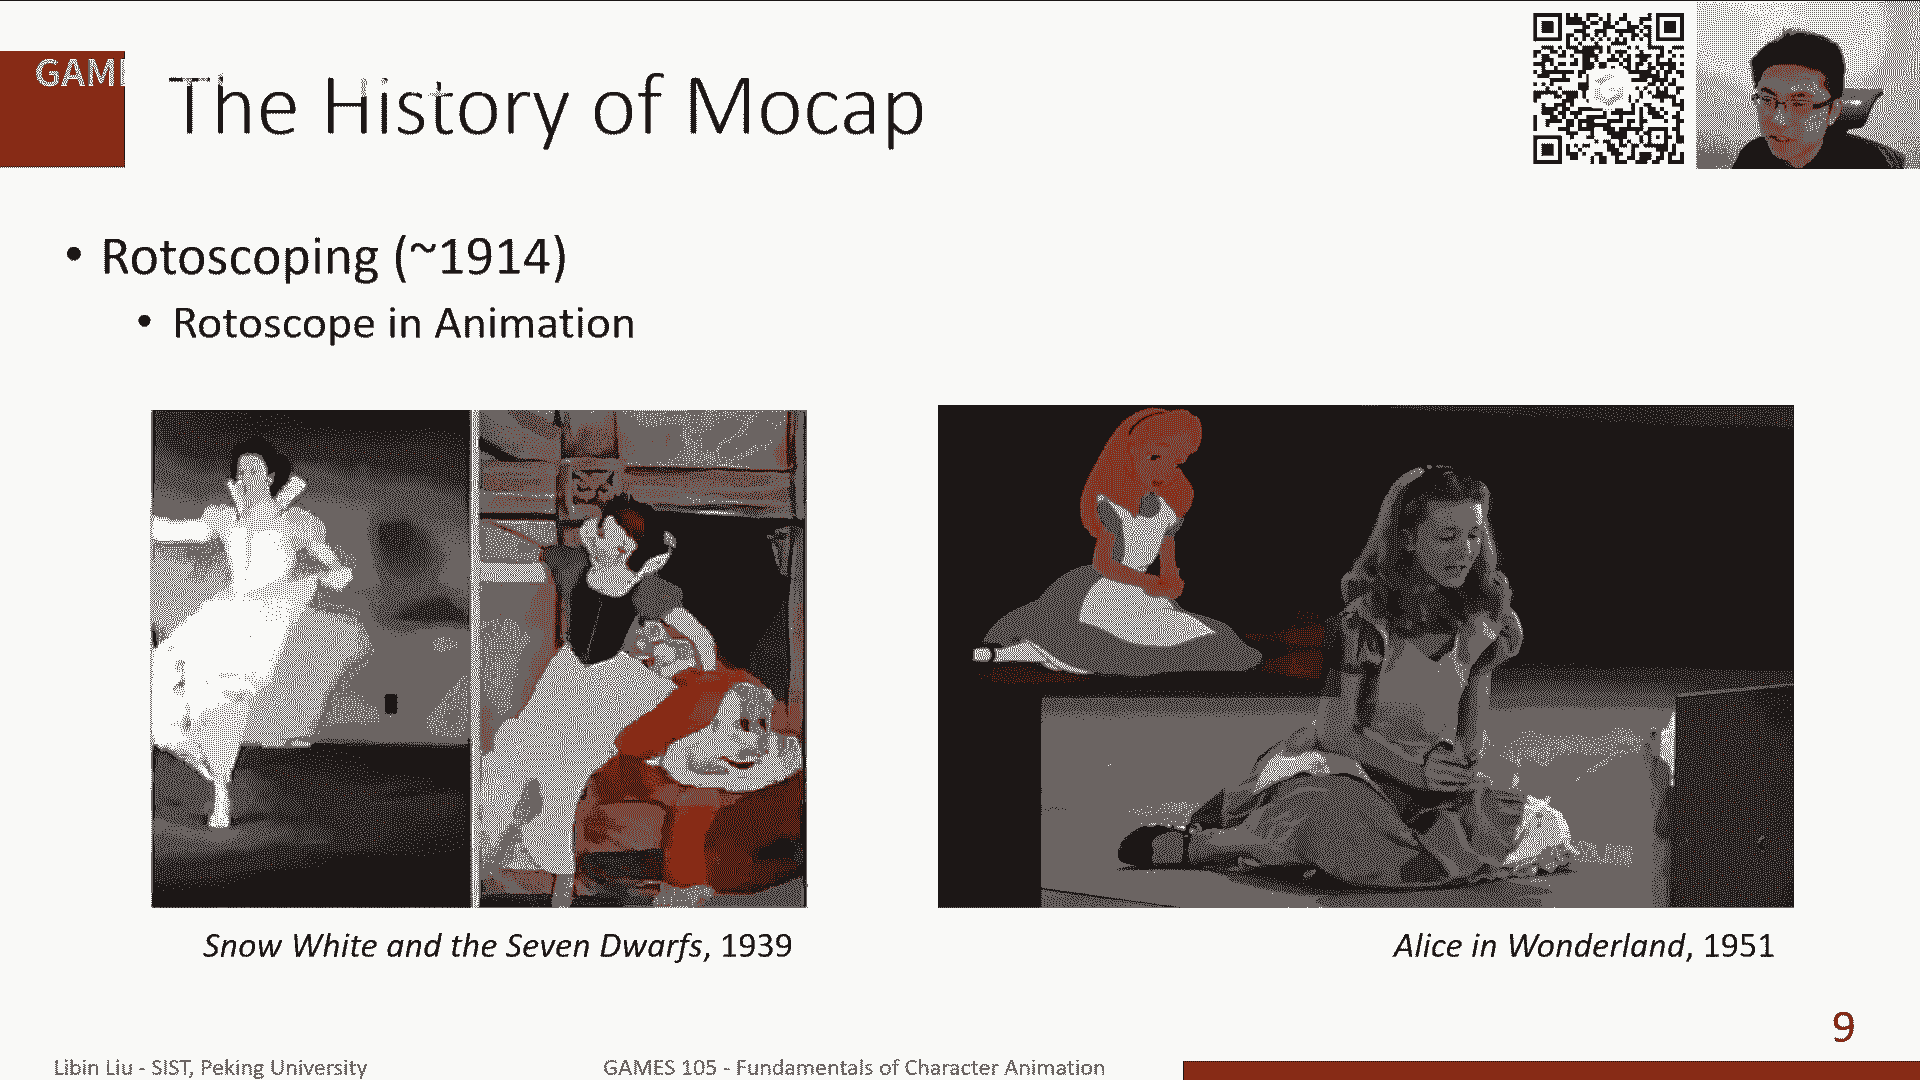 GAME
The History of Mocap
• Rotoscoping (~1914)
• Rotoscope in Animation
Snow White and the Seven Dwarfs, 1939
Alice in Wonderland, 1951
9
Libin Liu - SIST, Peking University
GAMES 105 - Fundamentals of Character Animation